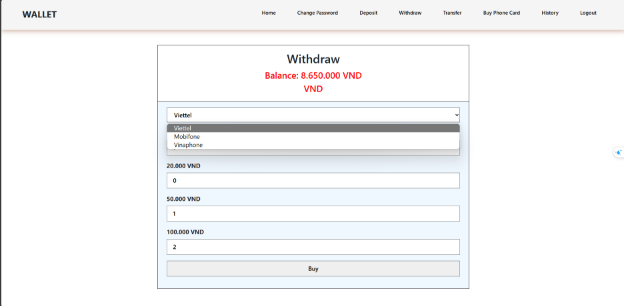 WALLET
Home Change Password Deposit Withdraw Transfer Buy Phone Card History Logout
Withdraw
Balance: 8.650.000 VND
VND
Viettel
Viettel
Mobifone
Vinaphone
20.000 VND
0
50.000 VND
1
100.000 VND
2
Buy